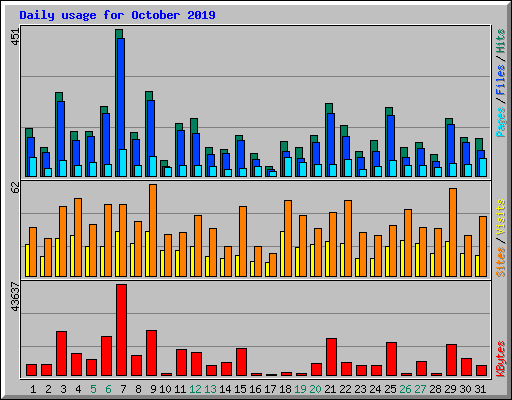 Daily usage for October 2019
451
Pages / Files / Hits
62
Sites / Visits
43637
KBytes
1 2 3 4 5 6 7 8 9 10 11 12 13 14 15 16 17 18 19 20 21 22 23 24 25 26 27 28 29 30 31